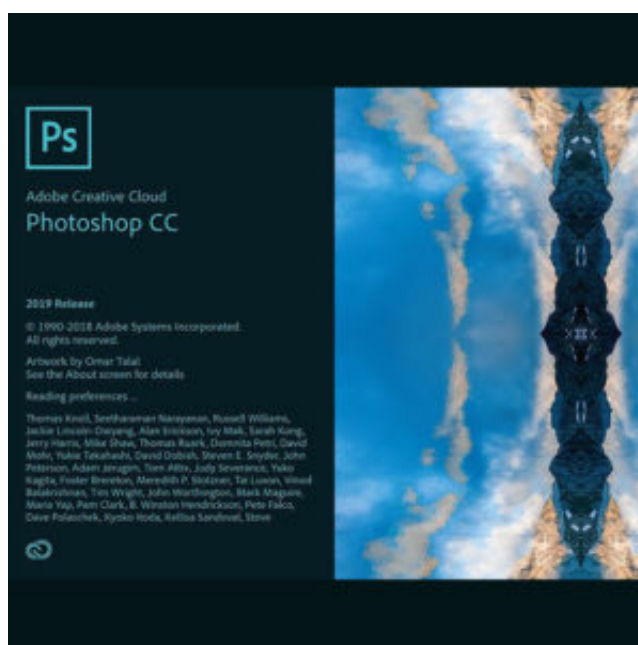 Ps
Adobe Creative Cloud
Photoshop CC
2019 Release
© 1990-2018 Adobe Systems Incorporated.
All rights reserved.
Artwork by Omar Talal
See the About screen for details
Reading preferences ...
Thomas Knoll, Seetharaman Narayanan, Russell Williams,
Jackie Lincoln-Owyang, Alan Erickson, Ivy Mak, Sarah Kong,
Jerry Harris, Mike Shaw, Thomas Ruark, Domnita Petri, David
Mohr, Yukie Takahashi, David Dobish, Steven E. Snyder, John
Peterson, Adam Jerugim, Tom Attix, Judy Severance, Yuko
Kagita, Foster Brereton, Meredith P. Stotzner, Tai Luxon, Vinod
Balakrishnan, Tim Wright, John Worthington, Mark Maguire,
Maria Yap, Pam Clark, B. Winston Hendrickson, Pete Falco,
Dave Polaschek, Kyoko Itoda, Kellisa Sandoval, Steve